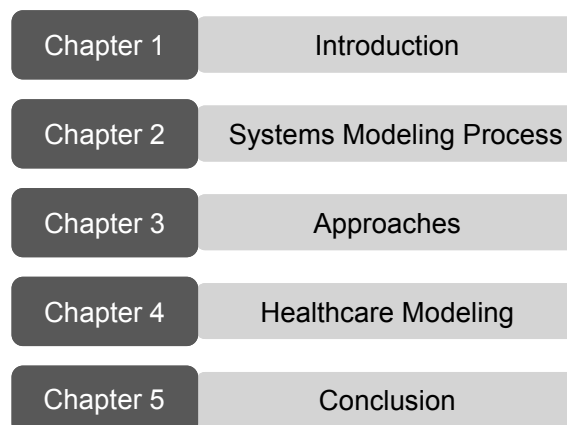 Chapter 1 Introduction
Chapter 2 Systems Modeling Process
Chapter 3 Approaches
Chapter 4 Healthcare Modeling
Chapter 5 Conclusion